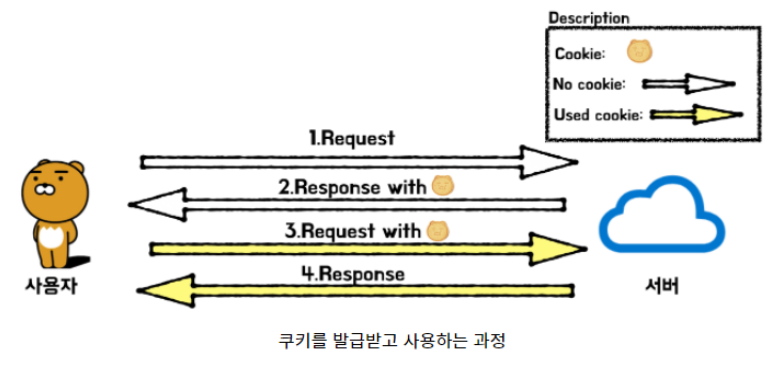 Description
Cookie:
No cookie:
Used cookie:
1.Request
2.Response with
3.Request with
4.Response
사용자
서버
쿠키를 발급받고 사용하는 과정